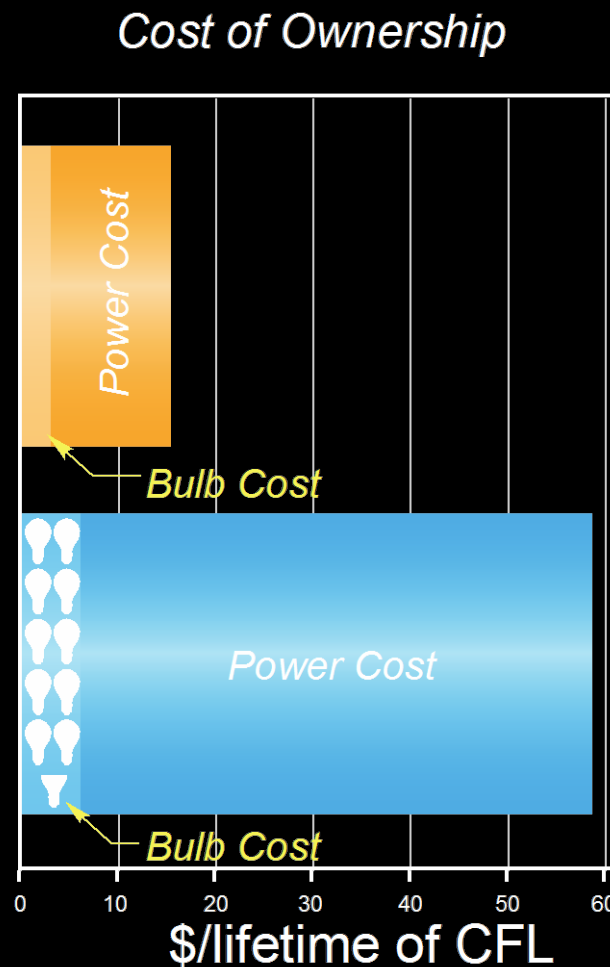 Cost of Ownership
Power Cost
Bulb Cost
Power Cost
Bulb Cost
0 10 20 30 40 50 60
$/lifetime of CFL